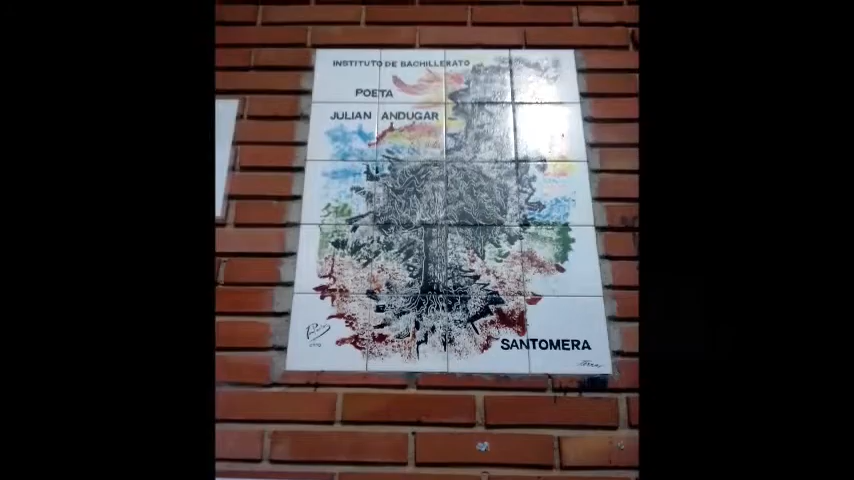 INSTITUTO DE BACHILLERATO
POETA
JULIAN ANDUGAR
SANTOMERA